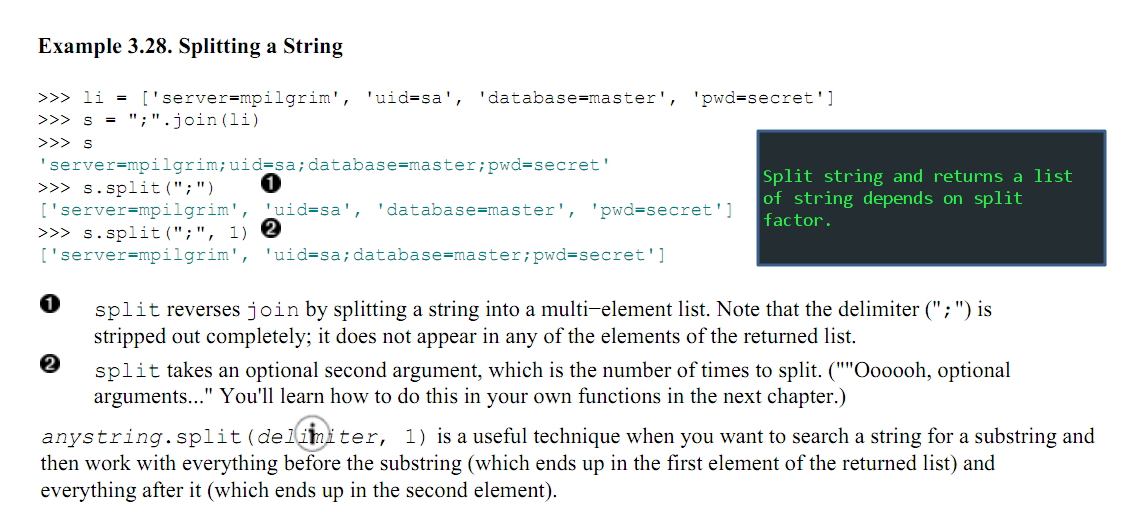 Example 3.28. Splitting a String
>>> li = ['server=mpilgrim', 'uid=sa', 'database=master', 'pwd=secret']
>>> s = ";".join(li)
>>> s
'server=mpilgrim;uid=sa;database=master;pwd=secret'
>>> s.split(";") 1
['server=mpilgrim', 'uid=sa', 'database=master', 'pwd=secret']
>>> s.split(";", 1) 2
['server=mpilgrim', 'uid=sa;database=master;pwd=secret']
Split string and returns a list
of string depends on split
factor.
1 split reverses join by splitting a string into a multi−element list. Note that the delimiter (";") is
stripped out completely; it does not appear in any of the elements of the returned list.
2 split takes an optional second argument, which is the number of times to split. (""Oooooh, optional
arguments..." You'll learn how to do this in your own functions in the next chapter.)
anystring.split(delimiter, 1) is a useful technique when you want to search a string for a substring and
then work with everything before the substring (which ends up in the first element of the returned list) and
everything after it (which ends up in the second element).